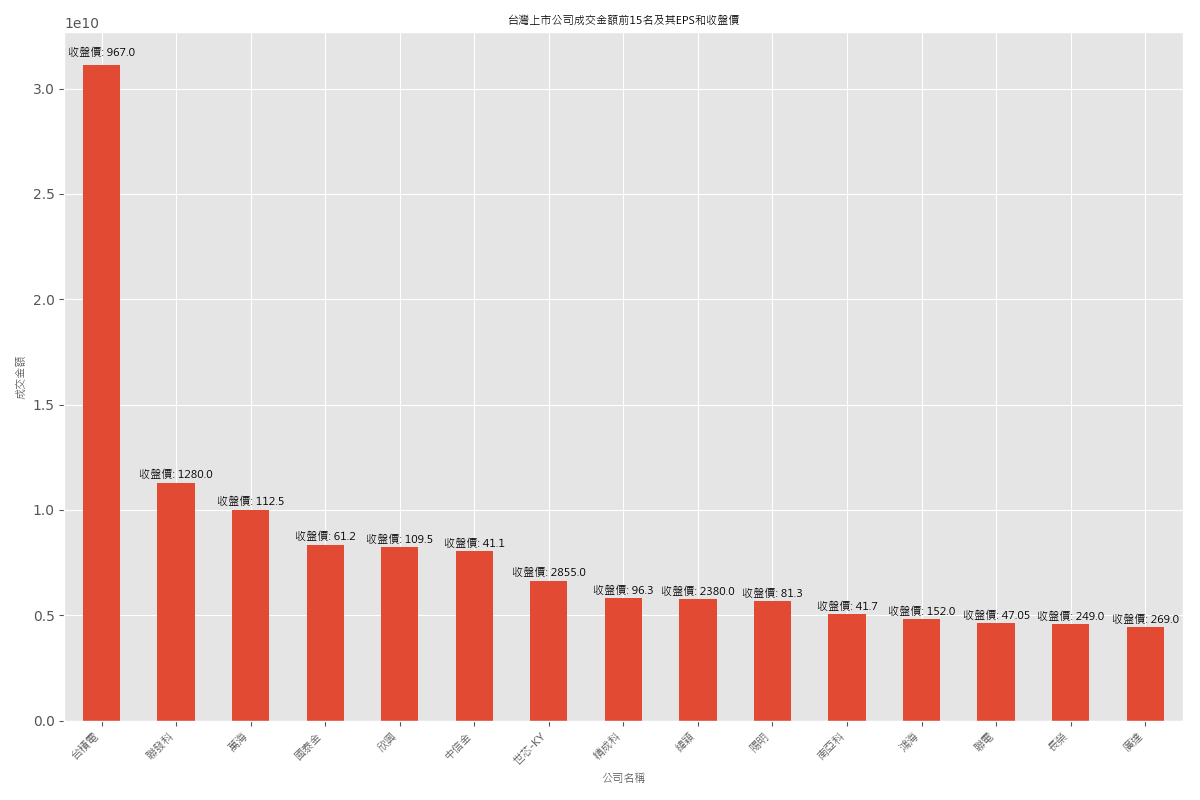 台灣上市公司成交金額前15名及其EPS和收盤價
1e10
3.0
2.5
2.0
1.5
1.0
0.5
0.0
成交金額
收盤價: 967.0
收盤價: 1280.0
收盤價: 112.5
收盤價: 61.2
收盤價: 109.5
收盤價: 41.1
收盤價: 2855.0
收盤價: 96.3
收盤價: 2380.0
收盤價: 81.3
收盤價: 41.7
收盤價: 152.0
收盤價: 47.05
收盤價: 249.0
收盤價: 269.0
台積電
聯發科
萬海
國泰金
欣興
中信金
世芯-KY
精成科
緯穎
陽明
南亞科
鴻海
聯電
長榮
廣達
公司名稱